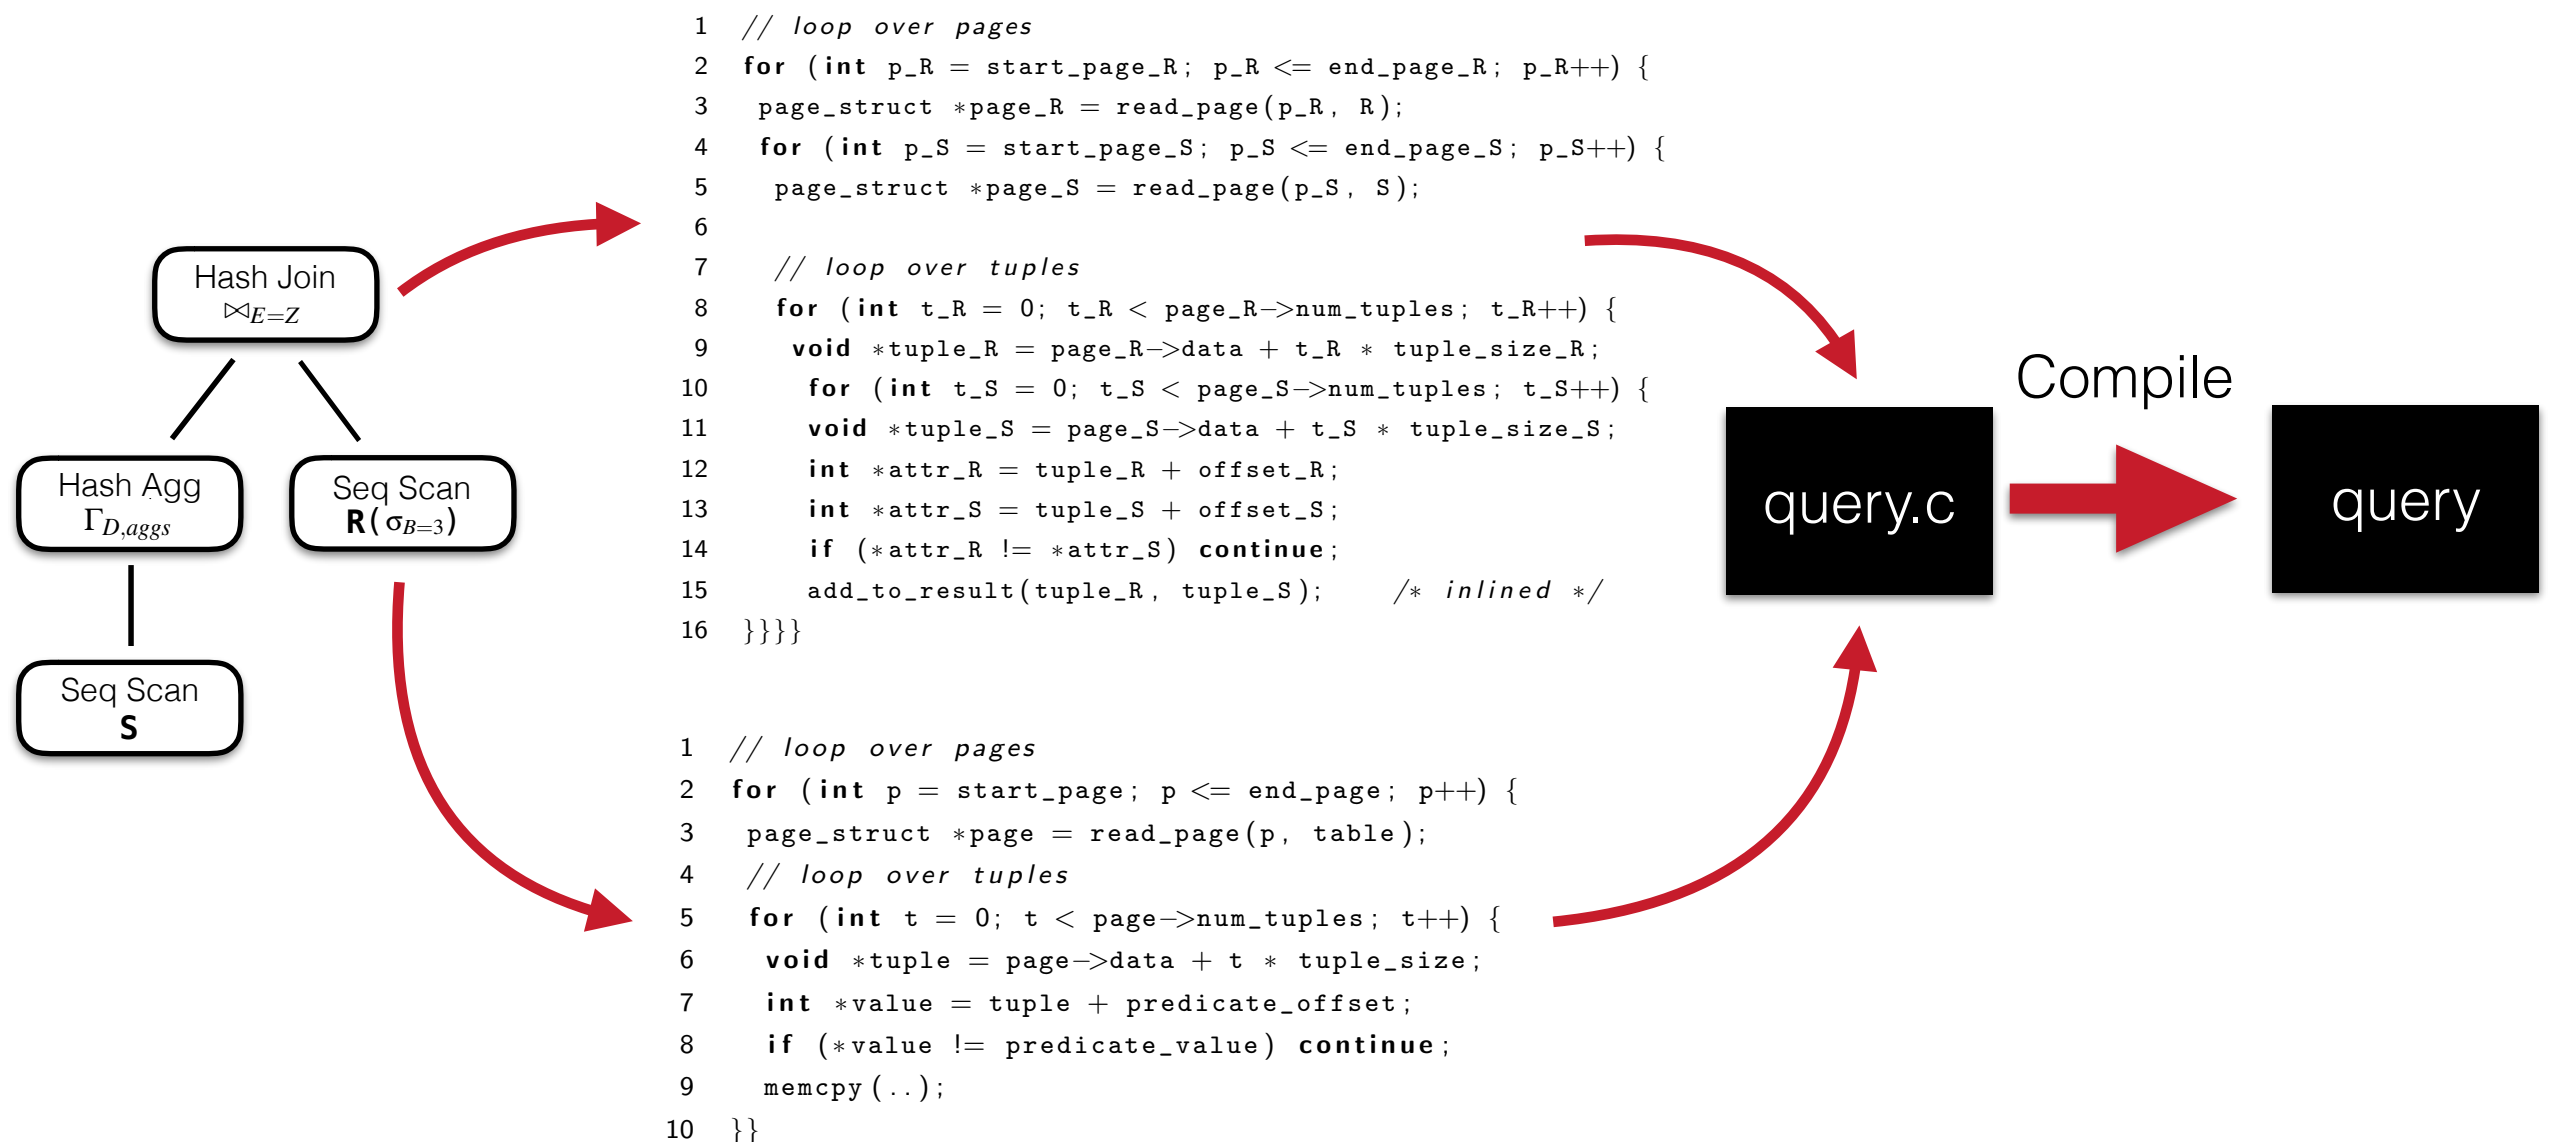 Hash Join
⋈E=Z
Hash Agg
ΓD,aggs
Seq Scan
R(σB=3)
Seq Scan
S
1 // loop over pages
2 for (int p_R = start_page_R; p_R <= end_page_R; p_R++) {
3 page_struct *page_R = read_page(p_R, R);
4 for (int p_S = start_page_S; p_S <= end_page_S; p_S++) {
5 page_struct *page_S = read_page(p_S, S);
6
7 // loop over tuples
8 for (int t_R = 0; t_R < page_R->num_tuples; t_R++) {
9 void *tuple_R = page_R->data + t_R * tuple_size_R;
10 for (int t_S = 0; t_S < page_S->num_tuples; t_S++) {
11 void *tuple_S = page_S->data + t_S * tuple_size_S;
12 int *attr_R = tuple_R + offset_R;
13 int *attr_S = tuple_S + offset_S;
14 if (*attr_R != *attr_S) continue;
15 add_to_result(tuple_R, tuple_S); /* inlined */
16 }}}}
1 // loop over pages
2 for (int p = start_page; p <= end_page; p++) {
3 page_struct *page = read_page(p, table);
4 // loop over tuples
5 for (int t = 0; t < page->num_tuples; t++) {
6 void *tuple = page->data + t * tuple_size;
7 int *value = tuple + predicate_offset;
8 if (*value != predicate_value) continue;
9 memcpy(..);
10 }}
query.c
Compile
query